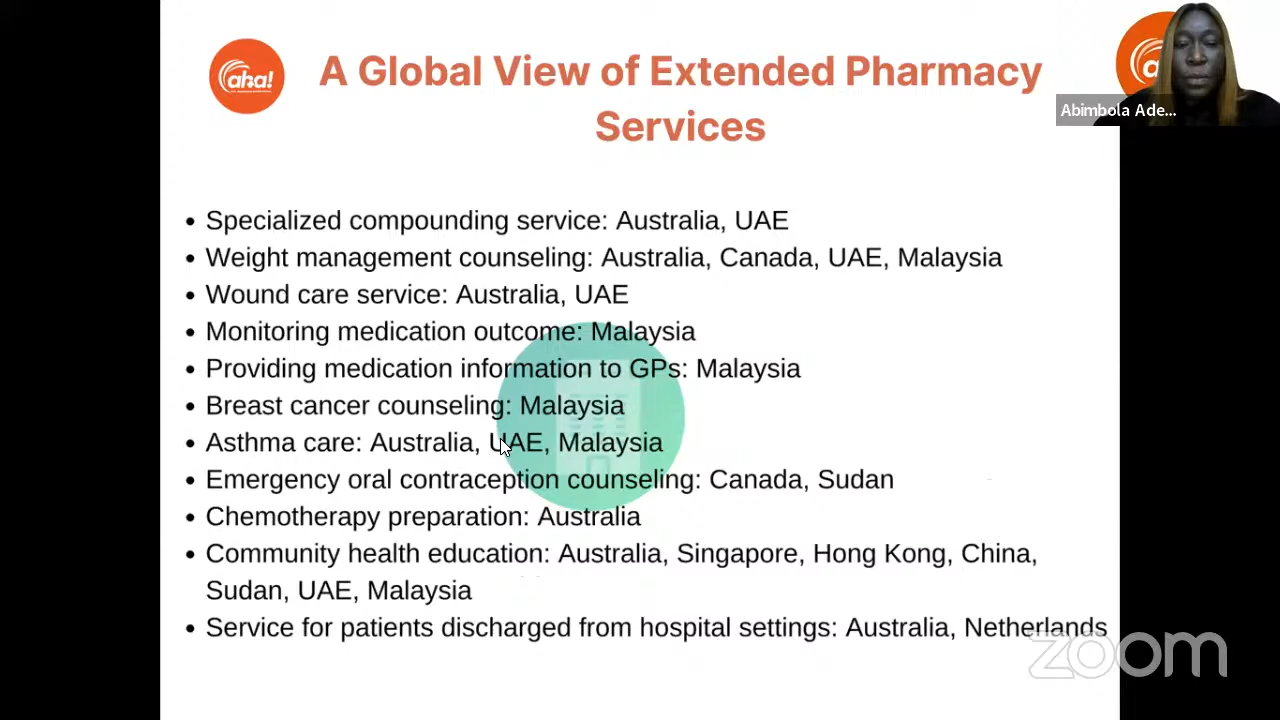 aha!
A Global View of Extended Pharmacy
Services
a
Abimbola Ade...
• Specialized compounding service: Australia, UAE
• Weight management counseling: Australia, Canada, UAE, Malaysia
• Wound care service: Australia, UAE
• Monitoring medication outcome: Malaysia
• Providing medication information to GPs: Malaysia
• Breast cancer counseling: Malaysia
• Asthma care: Australia, UAE, Malaysia
• Emergency oral contraception counseling: Canada, Sudan
• Chemotherapy preparation: Australia
• Community health education: Australia, Singapore, Hong Kong, China,
Sudan, UAE, Malaysia
• Service for patients discharged from hospital settings: Australia, Netherlands
zoom